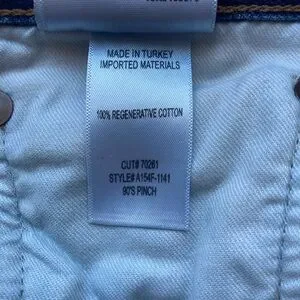 MADE IN TURKEY
IMPORTED MATERIALS
100% REGENERATIVE COTTON
CUT# 70261
STYLE# A154F-1141
90'S PINCH